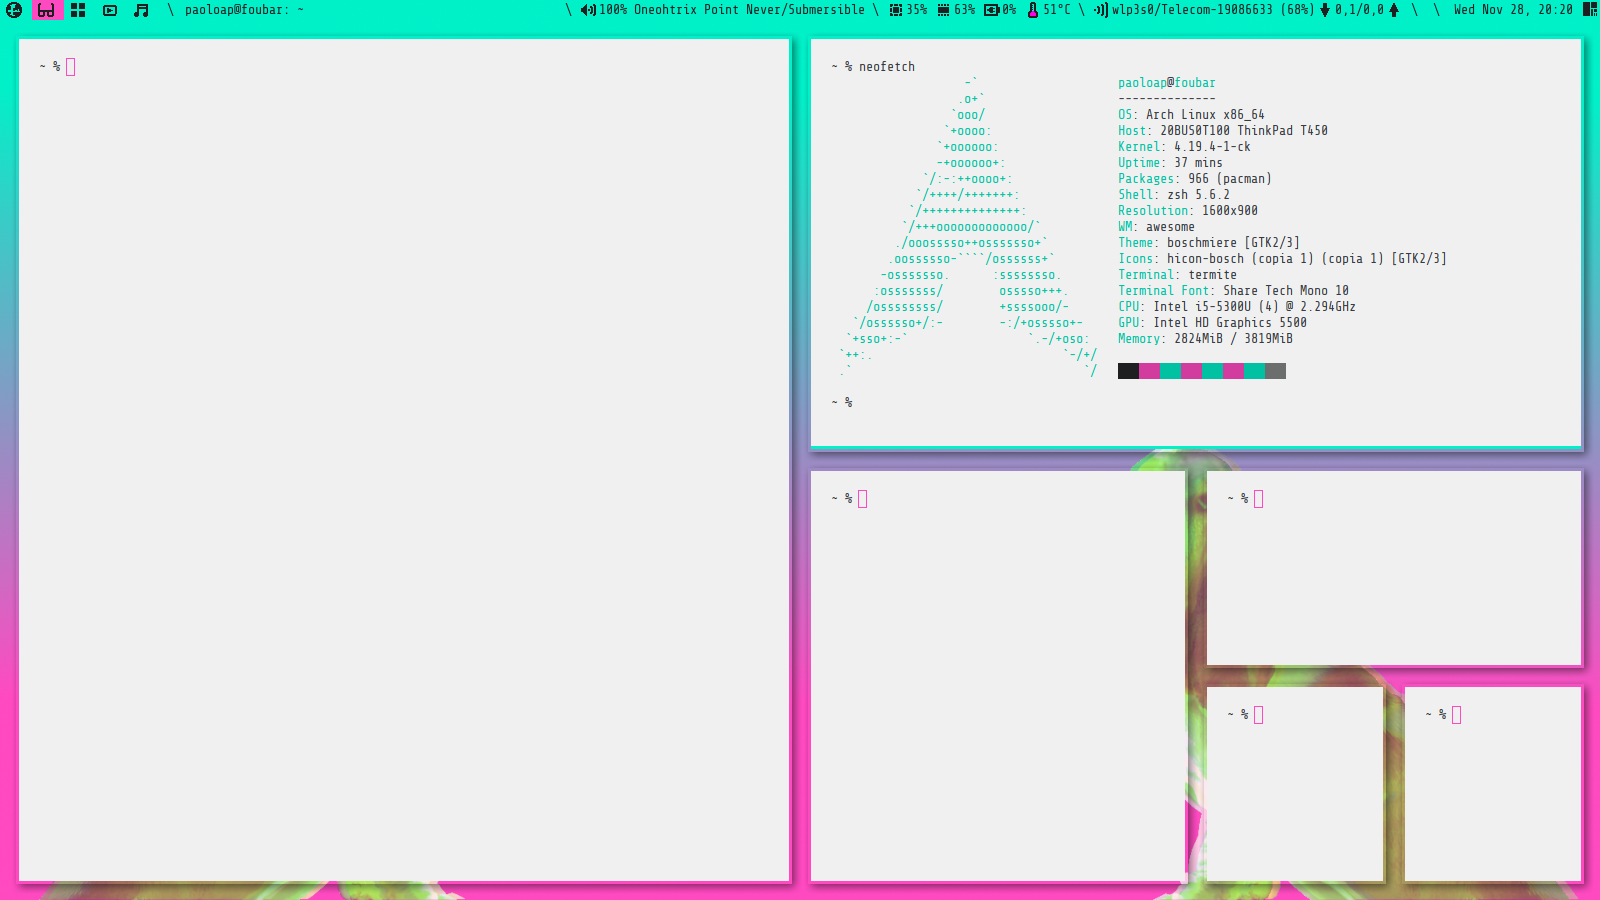 \ paoloap@foubar: ~ \ 100% Oneohtrix Point Never/Submersible \ 35% 63% 0% 51°C \ wlp3s0/Telecom-19086633 (68%) 0,1/0,0 \ \ Wed Nov 28, 20:20
~ %
~ % neofetch
-` paoloap@foubar
.o+` --------------
`ooo/ OS: Arch Linux x86_64
`+oooo: Host: 20BUS0T100 ThinkPad T450
`+oooooo: Kernel: 4.19.4-1-ck
-+oooooo+: Uptime: 37 mins
`/:-:++oooo+: Packages: 966 (pacman)
`/++++/+++++++: Shell: zsh 5.6.2
`/++++++++++++++: Resolution: 1600x900
`/+++ooooooooooooo/` WM: awesome
./ooosssso++osssssso+` Theme: boschmiere [GTK2/3]
.oossssso-````/ossssss+` Icons: hicon-bosch (copia 1) (copia 1) [GTK2/3]
-osssssso. :ssssssso. Terminal: termite
:osssssss/ osssso+++. Terminal Font: Share Tech Mono 10
/ossssssss/ +ssssooo/- CPU: Intel i5-5300U (4) @ 2.294GHz
`/ossssso+/:- -:/+osssso+- GPU: Intel HD Graphics 5500
`+sso+:-` `.-/+oso: Memory: 2824MiB / 3819MiB
`++:. `-/+/
.` `/
~ %
~ %
~ %
~ %
~ %